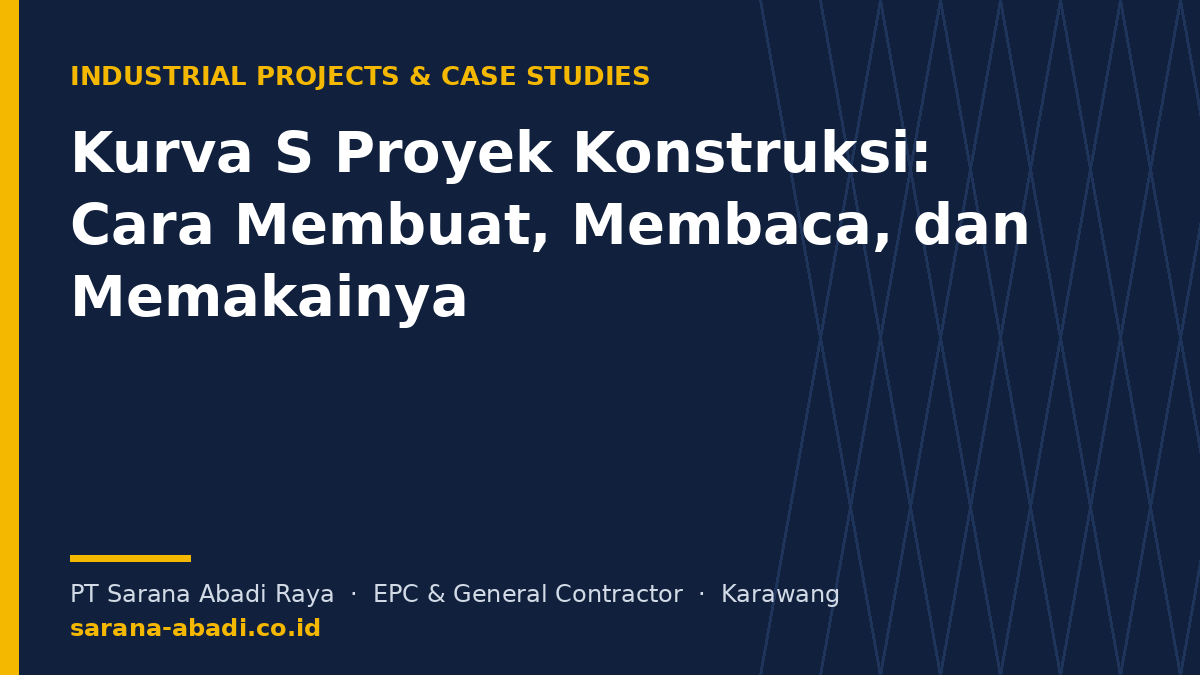 INDUSTRIAL PROJECTS & CASE STUDIES
Kurva S Proyek Konstruksi:
Cara Membuat, Membaca, dan
Memakainya
PT Sarana Abadi Raya · EPC & General Contractor · Karawang
sarana-abadi.co.id